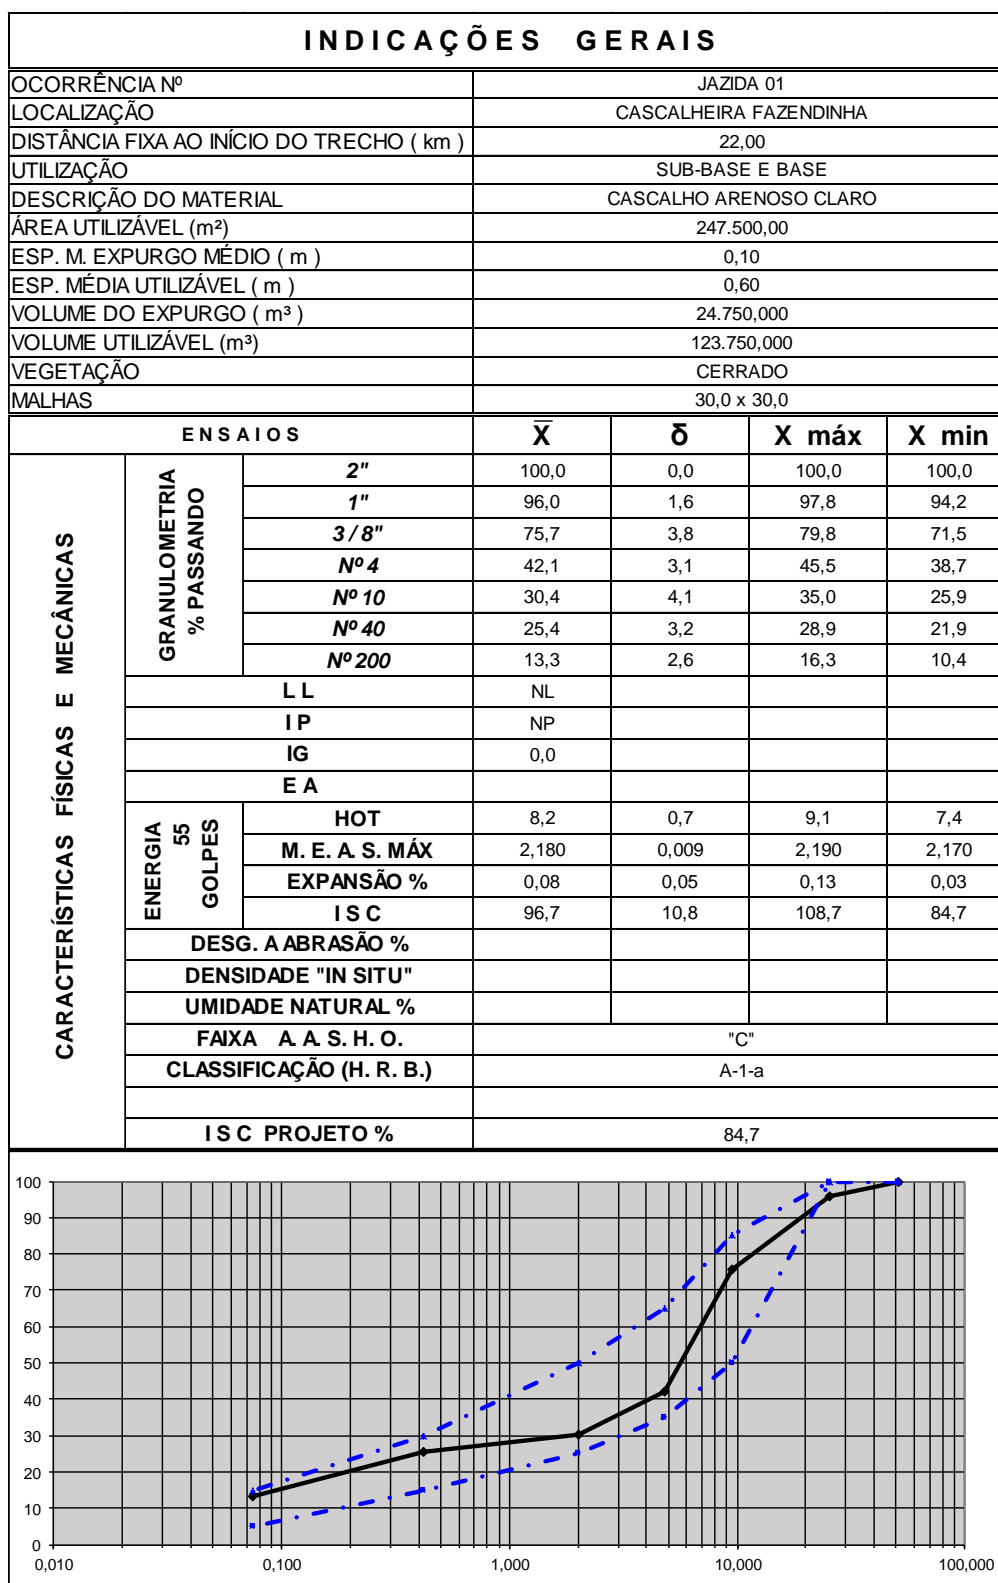 INDICAÇÕES GERAIS
OCORRÊNCIA Nº JAZIDA 01
LOCALIZAÇÃO CASCALHEIRA FAZENDINHA
DISTÂNCIA FIXA AO INÍCIO DO TRECHO ( km ) 22,00
UTILIZAÇÃO SUB-BASE E BASE
DESCRIÇÃO DO MATERIAL CASCALHO ARENOSO CLARO
ÁREA UTILIZÁVEL (m²) 247.500,00
ESP. M. EXPURGO MÉDIO ( m ) 0,10
ESP. MÉDIA UTILIZÁVEL ( m ) 0,60
VOLUME DO EXPURGO ( m³ ) 24.750,000
VOLUME UTILIZÁVEL (m³) 123.750,000
VEGETAÇÃO CERRADO
MALHAS 30,0 x 30,0
ENSAIOS X̅ δ X máx X min
CARACTERÍSTICAS FÍSICAS E MECÂNICAS
GRANULOMETRIA
% PASSANDO
2" 100,0 0,0 100,0 100,0
1" 96,0 1,6 97,8 94,2
3 / 8" 75,7 3,8 79,8 71,5
Nº 4 42,1 3,1 45,5 38,7
Nº 10 30,4 4,1 35,0 25,9
Nº 40 25,4 3,2 28,9 21,9
Nº 200 13,3 2,6 16,3 10,4
L L NL
I P NP
IG 0,0
E A
ENERGIA
55
GOLPES
HOT 8,2 0,7 9,1 7,4
M. E. A. S. MÁX 2,180 0,009 2,190 2,170
EXPANSÃO % 0,08 0,05 0,13 0,03
I S C 96,7 10,8 108,7 84,7
DESG. A ABRASÃO %
DENSIDADE "IN SITU"
UMIDADE NATURAL %
FAIXA A. A. S. H. O. "C"
CLASSIFICAÇÃO (H. R. B.) A-1-a
I S C PROJETO % 84,7
100
90
80
70
60
50
40
30
20
10
0
0,010 0,100 1,000 10,000 100,000